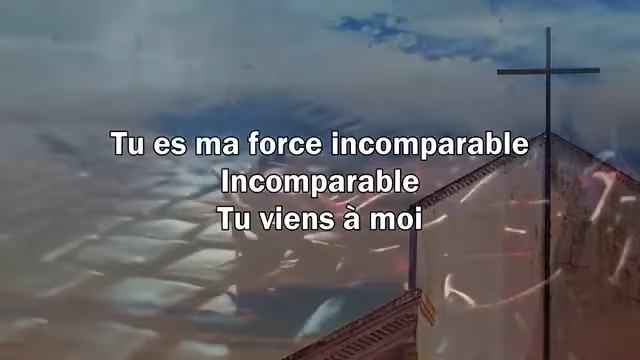 Tu es ma force incomparable
Incomparable
Tu viens à moi